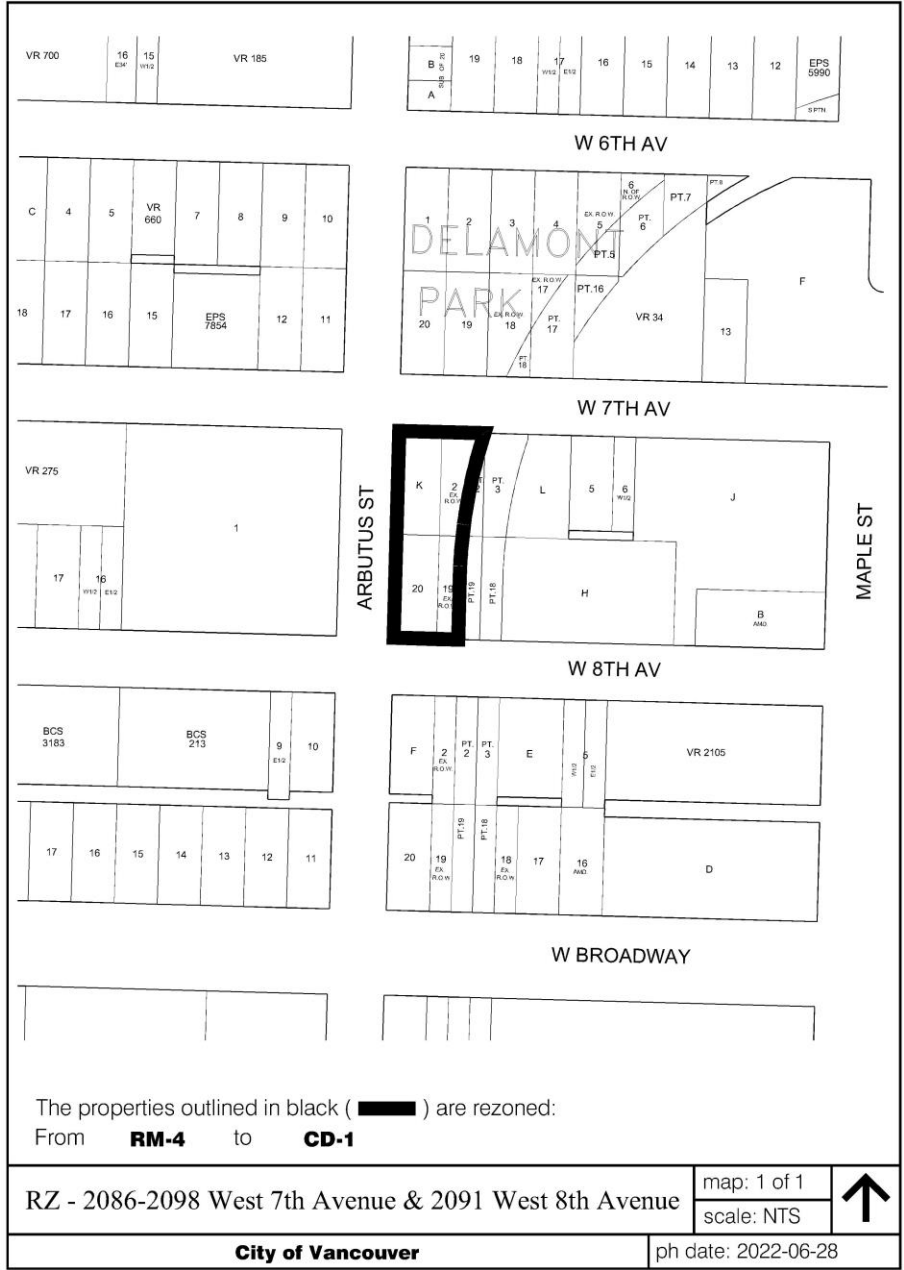 VR 700 16 15 VR 185 B SUB OF 20 19 18 17 16 15 14 13 12 EPS
E34' W1/2 W1/2 E1/2 5990
A S PTN.
W 6TH AV
C 4 5 VR 7 8 9 10 1 2 3 4 EX. R.O.W. 6 PT.7 PT.8
660 5 N. OF
R.O.W.
PT.
6
DELAMONT
PT.5 F
PARK
18 17 16 15 EPS 12 11 20 19 EX. R.O.W. EX. R.O.W. PT.16 VR 34 13
7854 18 17 PT.
17
PT.
18
W 7TH AV
VR 275 1 K 2 PT. L 5 6 J
EX. 3 W1/2
R.O.W.
ARBUTUS ST
MAPLE ST
17 16 20 19 PT.19 PT.18 H B
W1/2 E1/2 EX. AMD.
R.O.W.
W 8TH AV
BCS BCS 9 10 F 2 PT. PT. E 5 VR 2105
3183 213 E1/2 EX. 2 3 W1/2 E1/2
R.O.W.
17 16 15 14 13 12 11 20 19 PT.19 PT.18 18 17 16 D
EX. EX. AMD.
R.O.W. R.O.W.
W BROADWAY
The properties outlined in black ( ) are rezoned:
From RM-4 to CD-1
RZ - 2086-2098 West 7th Avenue & 2091 West 8th Avenue
map: 1 of 1
scale: NTS
City of Vancouver
ph date: 2022-06-28